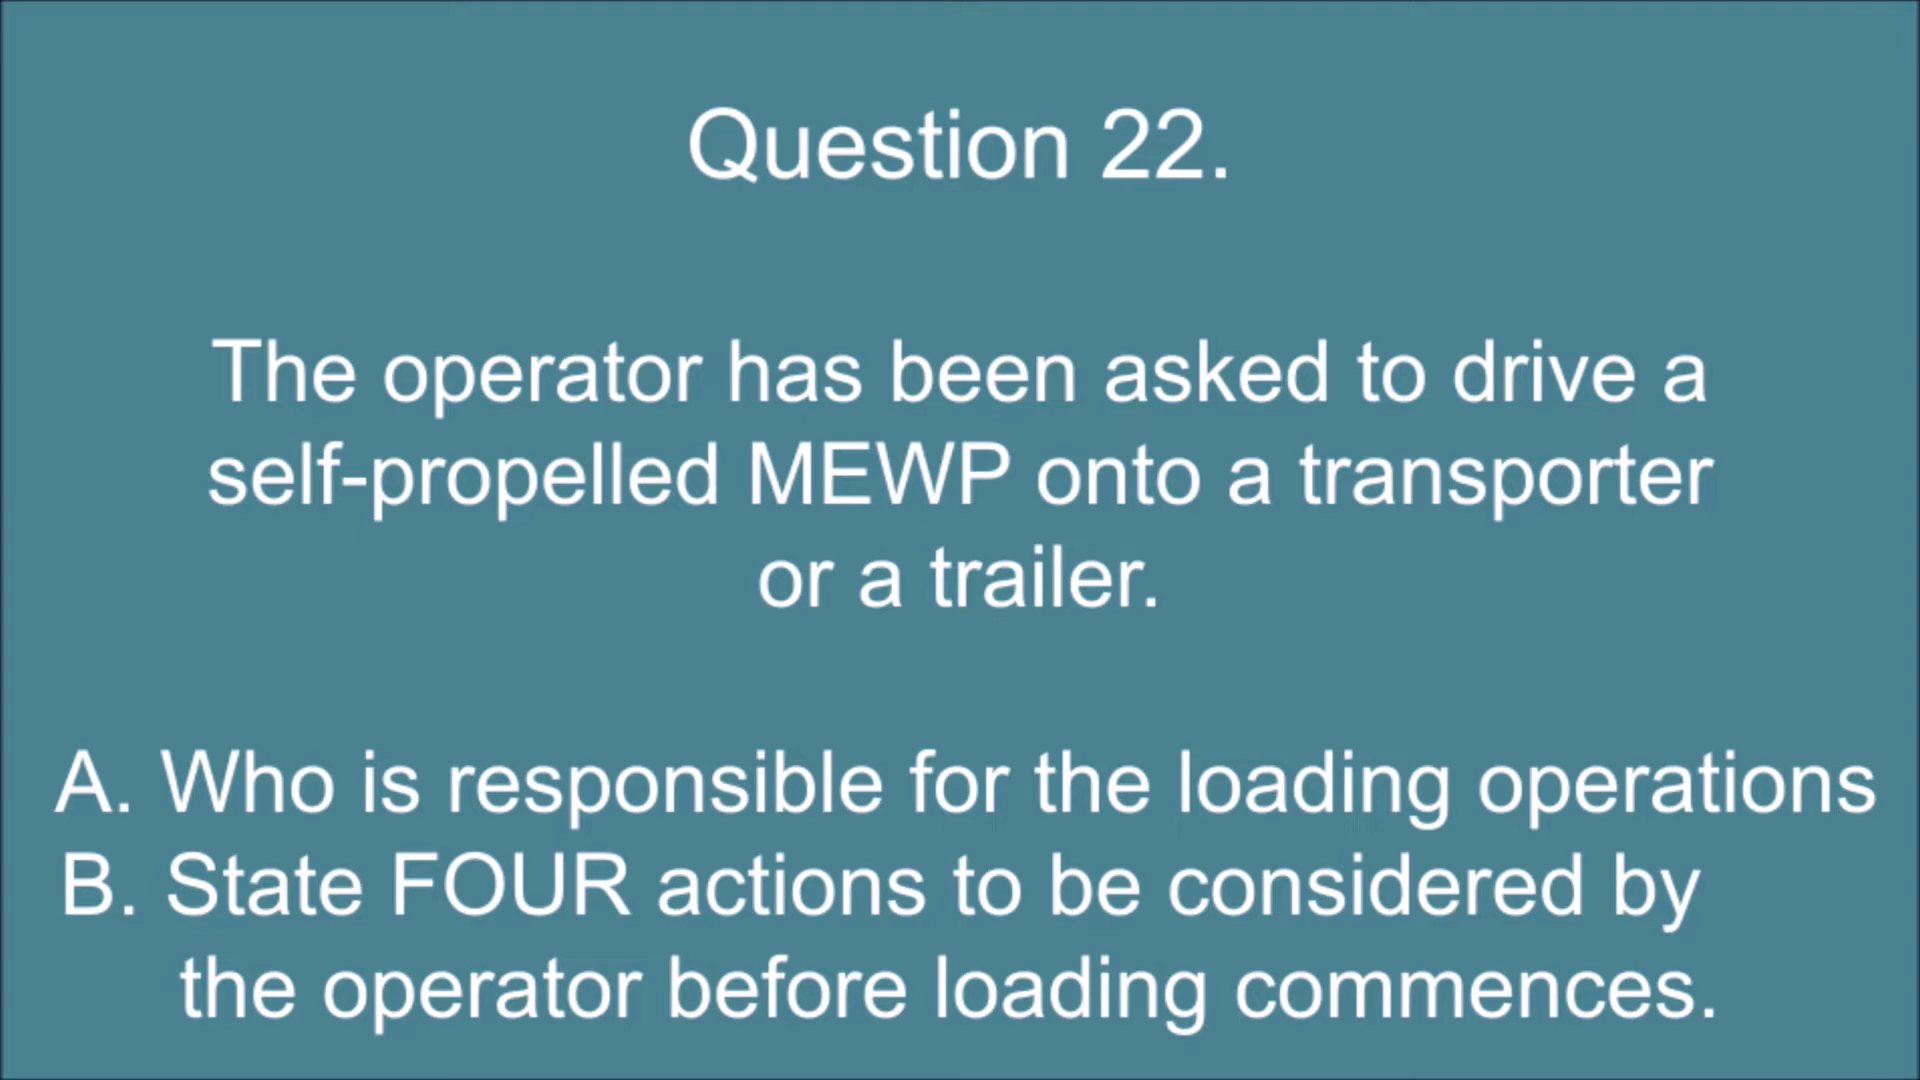 Question 22.
The operator has been asked to drive a
self-propelled MEWP onto a transporter
or a trailer.
A. Who is responsible for the loading operations
B. State FOUR actions to be considered by
the operator before loading commences.